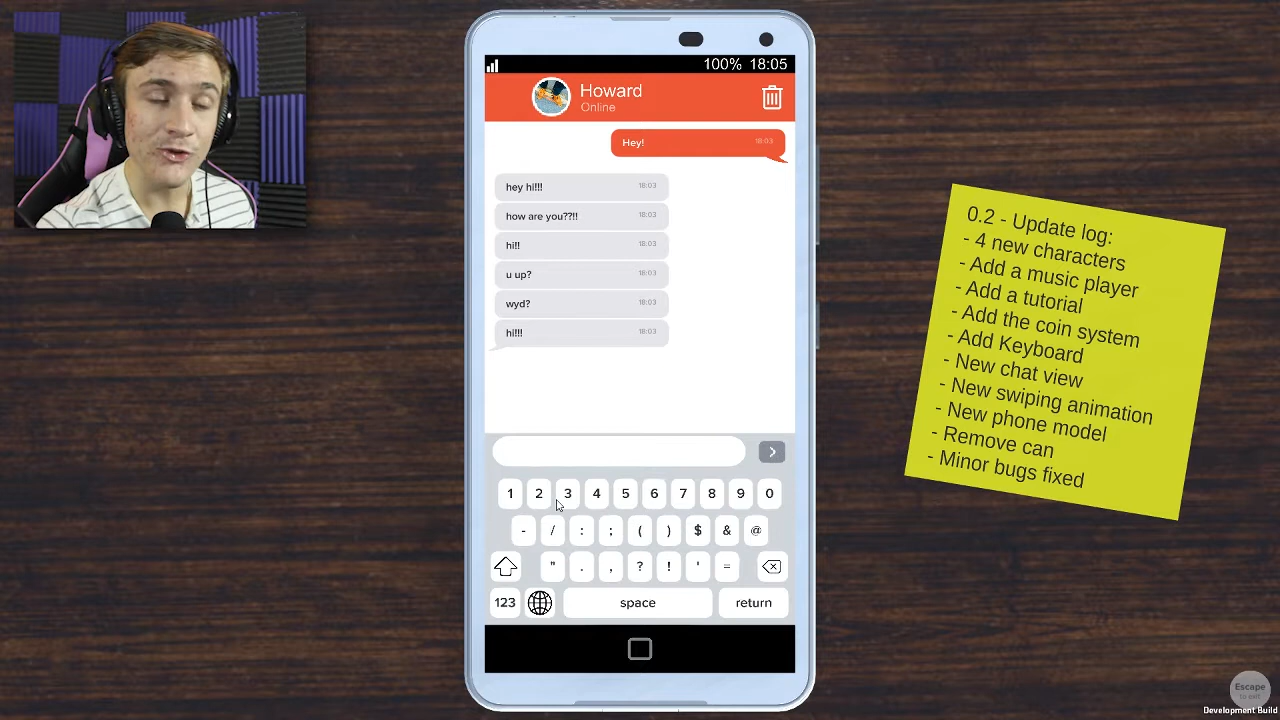 100% 18:05
Howard
Online
Hey! 18:03
hey hi!!! 18:03
how are you??!! 18:03
hi!! 18:03
u up? 18:03
wyd? 18:03
hi!!! 18:03
1 2 3 4 5 6 7 8 9 0
- / : ; ( ) $ & @
" . , ? ! ' =
123 space return
0.2 - Update log:
- 4 new characters
- Add a music player
- Add a tutorial
- Add the coin system
- Add Keyboard
- New chat view
- New swiping animation
- New phone model
- Remove can
- Minor bugs fixed
Escape
to exit
Development Build